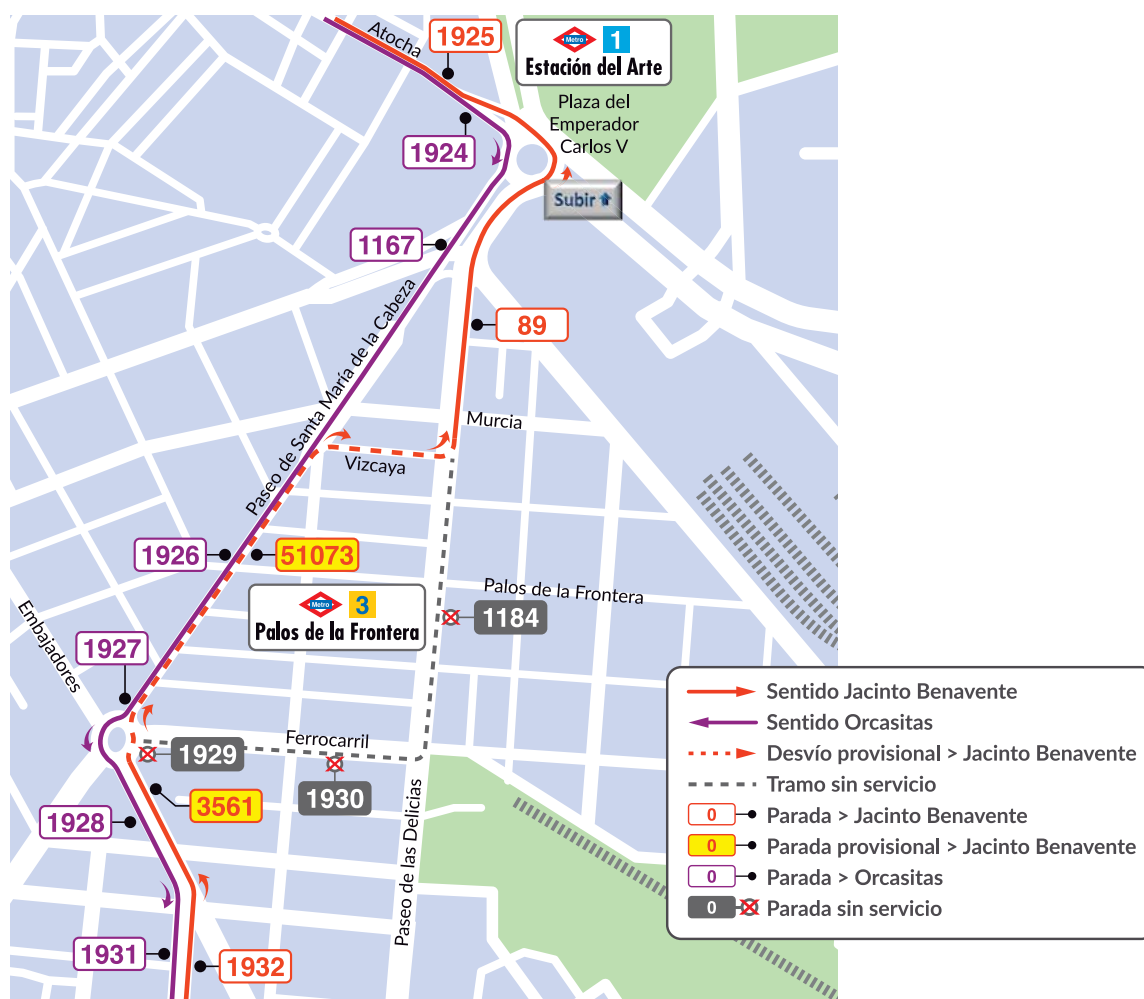 Atocha
1925
Metro 1
Estación del Arte
Plaza del
Emperador
Carlos V
1924
Subir
1167
Paseo de Santa María de la Cabeza
89
Murcia
Vizcaya
1926
51073
Palos de la Frontera
Metro 3
Palos de la Frontera
1184
Embajadores
1927
Ferrocarril
1929
1930
3561
1928
Paseo de las Delicias
1931
1932
Sentido Jacinto Benavente
Sentido Orcasitas
Desvío provisional > Jacinto Benavente
Tramo sin servicio
0 Parada > Jacinto Benavente
0 Parada provisional > Jacinto Benavente
0 Parada > Orcasitas
0 Parada sin servicio